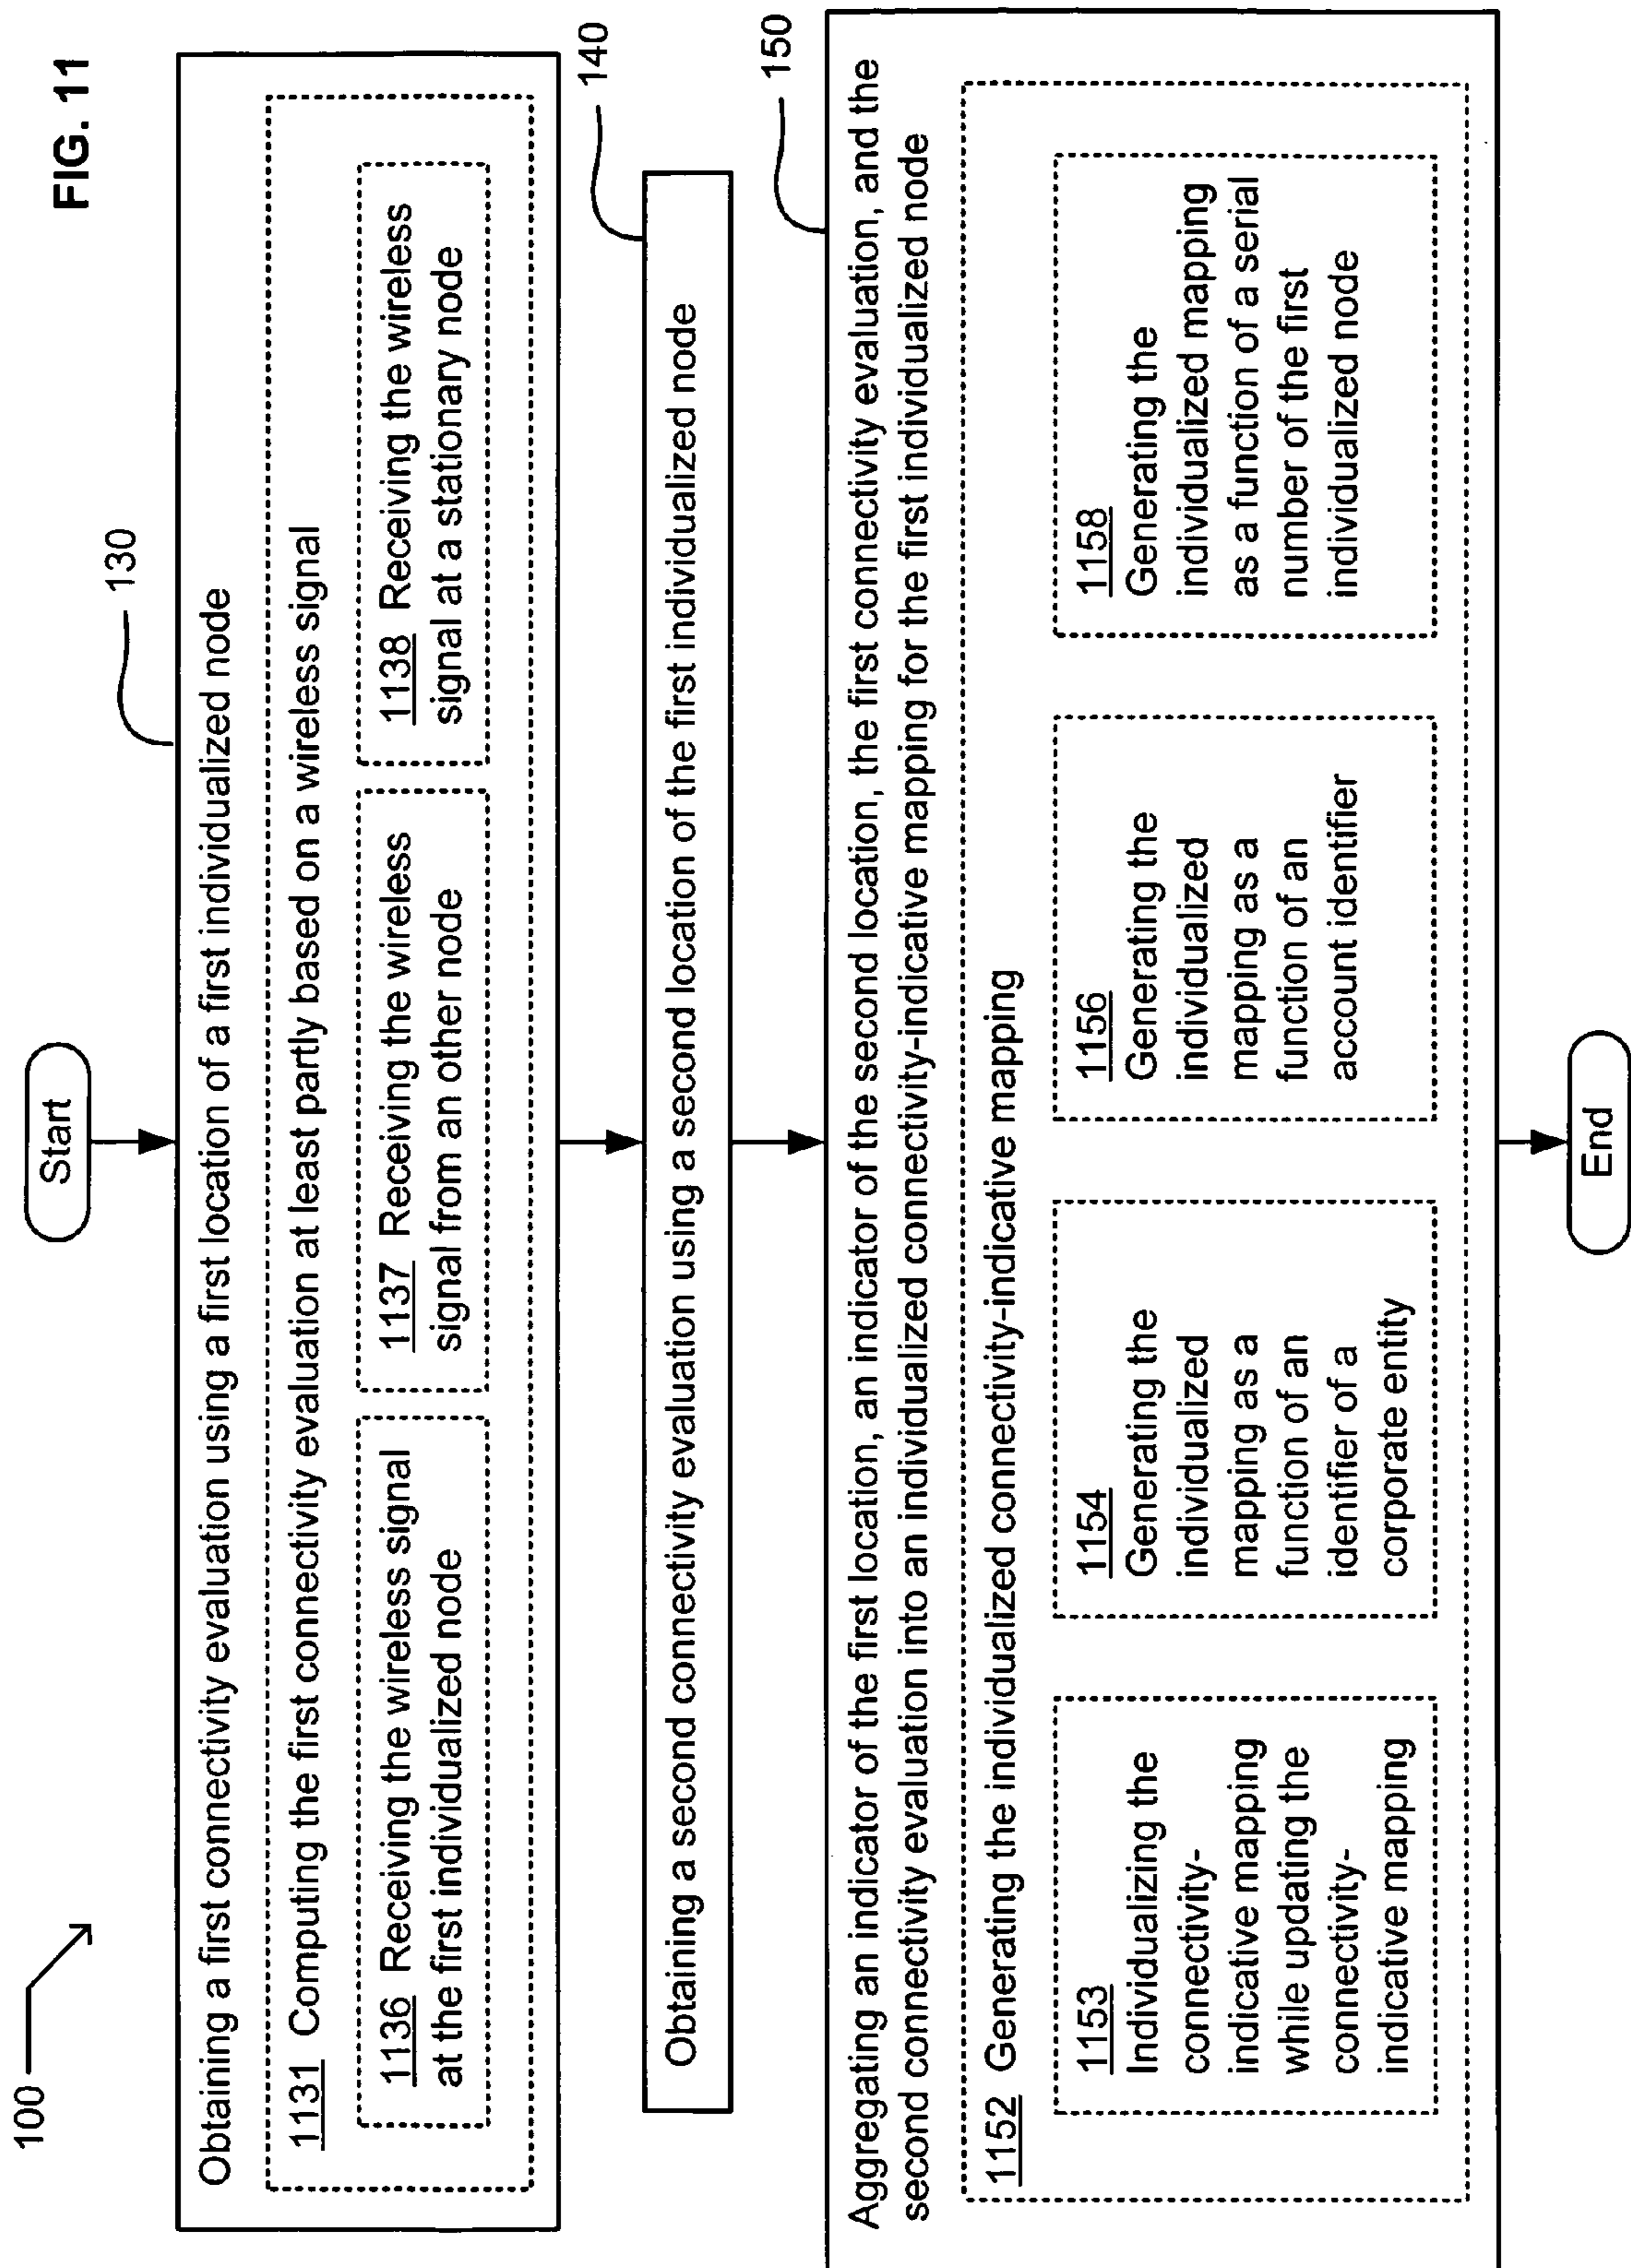 FIG. 11
100
Start
130
Obtaining a first connectivity evaluation using a first location of a first individualized node
1131 Computing the first connectivity evaluation at least partly based on a wireless signal
1136 Receiving the wireless signal
at the first individualized node
1137 Receiving the wireless
signal from an other node
1138 Receiving the wireless
signal at a stationary node
140
Obtaining a second connectivity evaluation using a second location of the first individualized node
150
Aggregating an indicator of the first location, an indicator of the second location, the first connectivity evaluation, and the
second connectivity evaluation into an individualized connectivity-indicative mapping for the first individualized node
1152 Generating the individualized connectivity-indicative mapping
1153
Individualizing the
connectivity-
indicative mapping
while updating the
connectivity-
indicative mapping
1154
Generating the
individualized
mapping as a
function of an
identifier of a
corporate entity
1156
Generating the
individualized
mapping as a
function of an
account identifier
1158
Generating the
individualized mapping
as a function of a serial
number of the first
individualized node
End